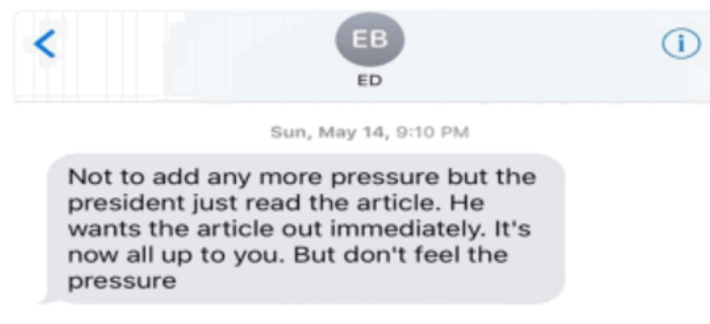 EB
ED
Sun, May 14, 9:10 PM
Not to add any more pressure but the
president just read the article. He
wants the article out immediately. It's
now all up to you. But don't feel the
pressure